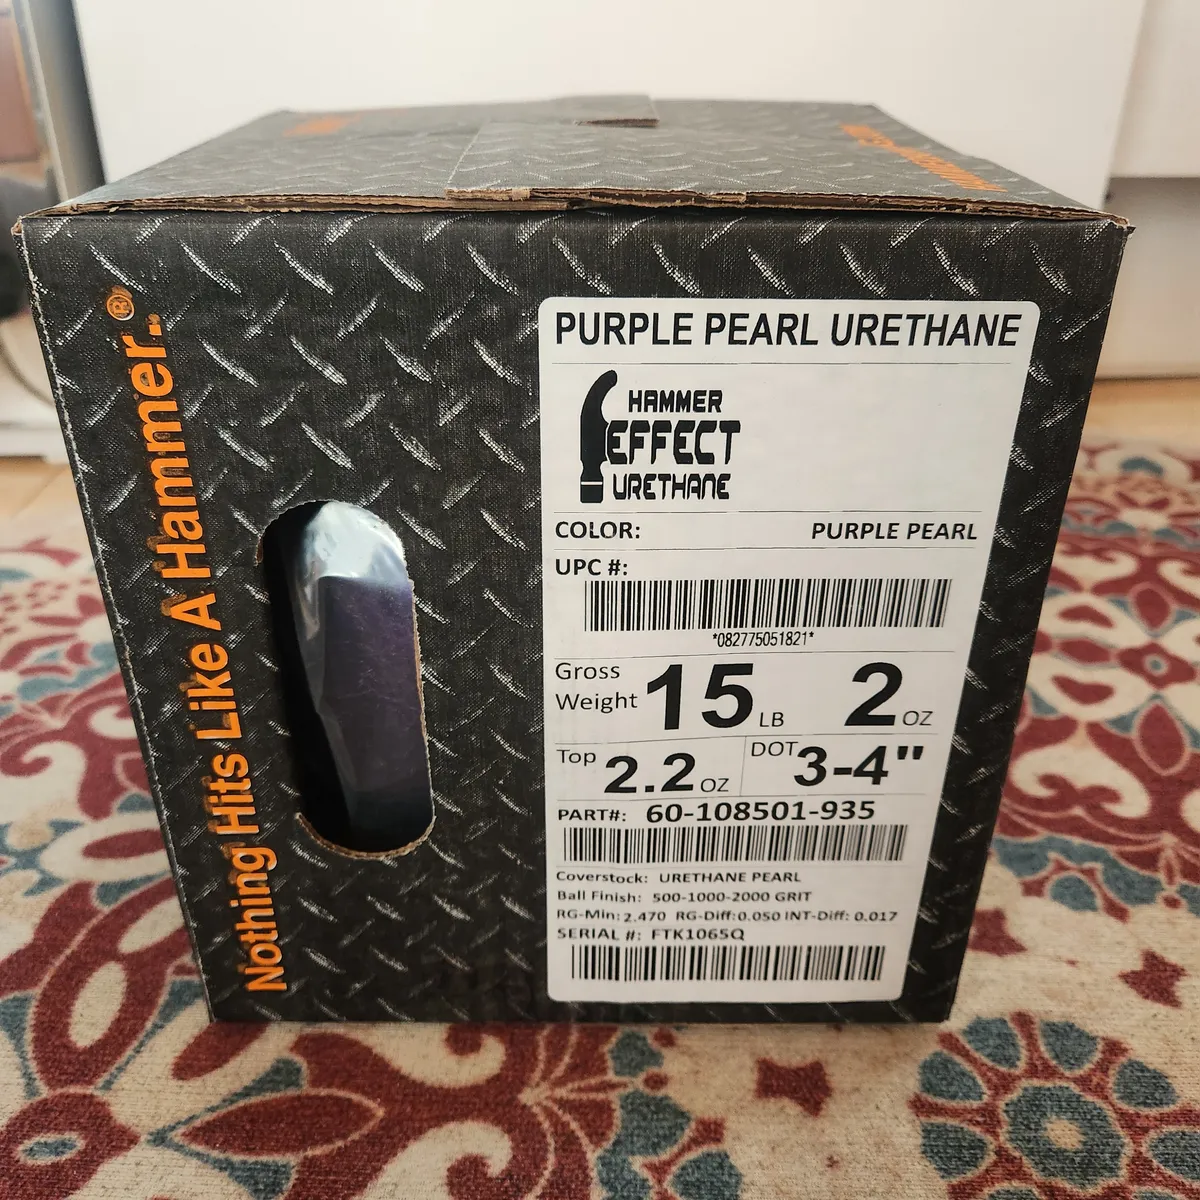 Nothing Hits Like A Hammer.®
PURPLE PEARL URETHANE
HAMMER
EFFECT
URETHANE
COLOR: PURPLE PEARL
UPC #:
*082775051821*
Gross Weight 15 LB 2 OZ
Top 2.2 OZ DOT 3-4"
PART#: 60-108501-935
Coverstock: URETHANE PEARL
Ball Finish: 500-1000-2000 GRIT
RG-Min: 2.470 RG-Diff: 0.050 INT-Diff: 0.017
SERIAL #: FTK1065Q